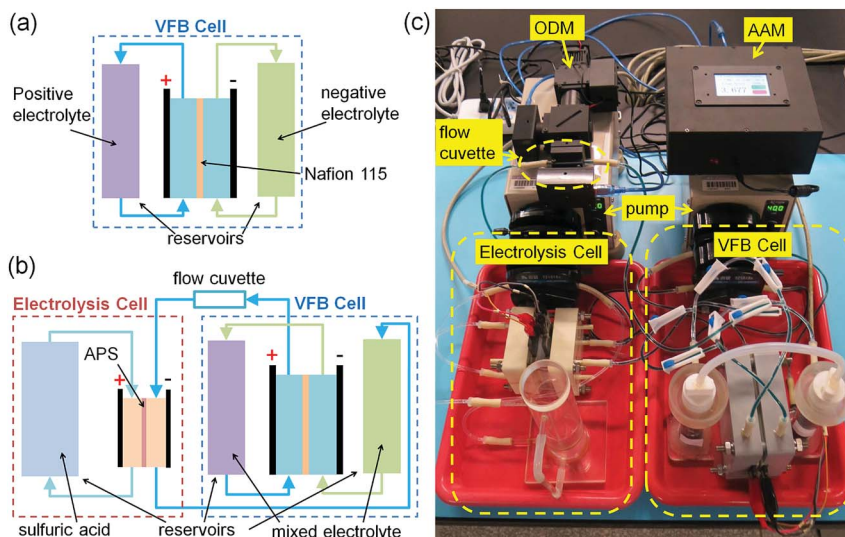 (a)
VFB Cell
+
-
Positive
electrolyte
negative
electrolyte
Nafion 115
reservoirs
(b)
flow cuvette
Electrolysis Cell
VFB Cell
APS
+
-
+
-
sulfuric acid
reservoirs
mixed electrolyte
(c)
ODM
AAM
flow
cuvette
pump
400
Electrolysis Cell
VFB Cell